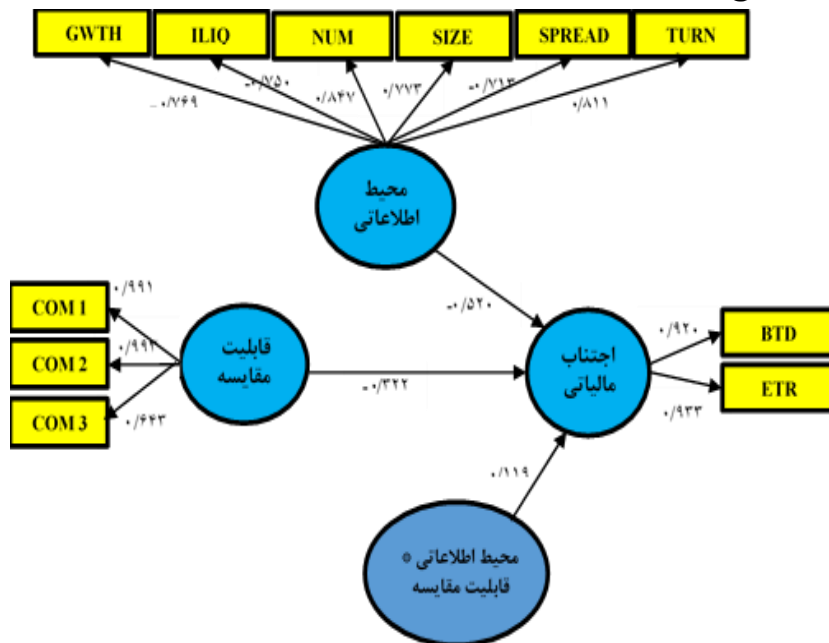 GWTH ILIQ NUM SIZE SPREAD TURN
-۰/۷۶۹ -۰/۷۵۰ ۰/۸۴۷ ۰/۷۷۳ -۰/۷۱۳ ۰/۸۱۱
محیط
اطلاعاتی
-۰/۵۲۰
COM 1
COM 2
COM 3
۰/۹۹۱
۰/۹۹۲
۰/۶۴۳
قابلیت
مقایسه
-۰/۳۲۲
اجتناب
مالیاتی
۰/۹۲۰
۰/۹۳۳
BTD
ETR
۰/۱۱۹
محیط اطلاعاتی *
قابلیت مقایسه